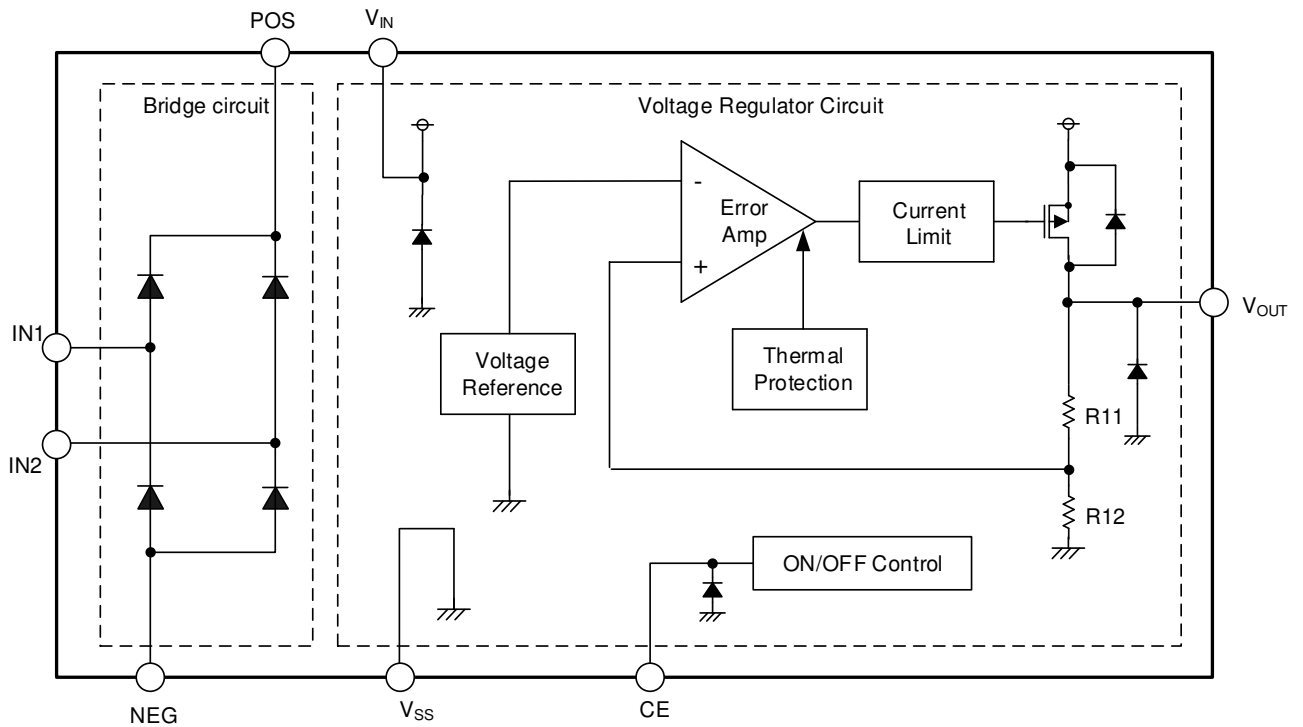 POS
VIN
Bridge circuit
Voltage Regulator Circuit
-
Error
Amp
+
Current
Limit
IN1
VOUT
Voltage
Reference
Thermal
Protection
R11
IN2
R12
ON/OFF Control
NEG
VSS
CE